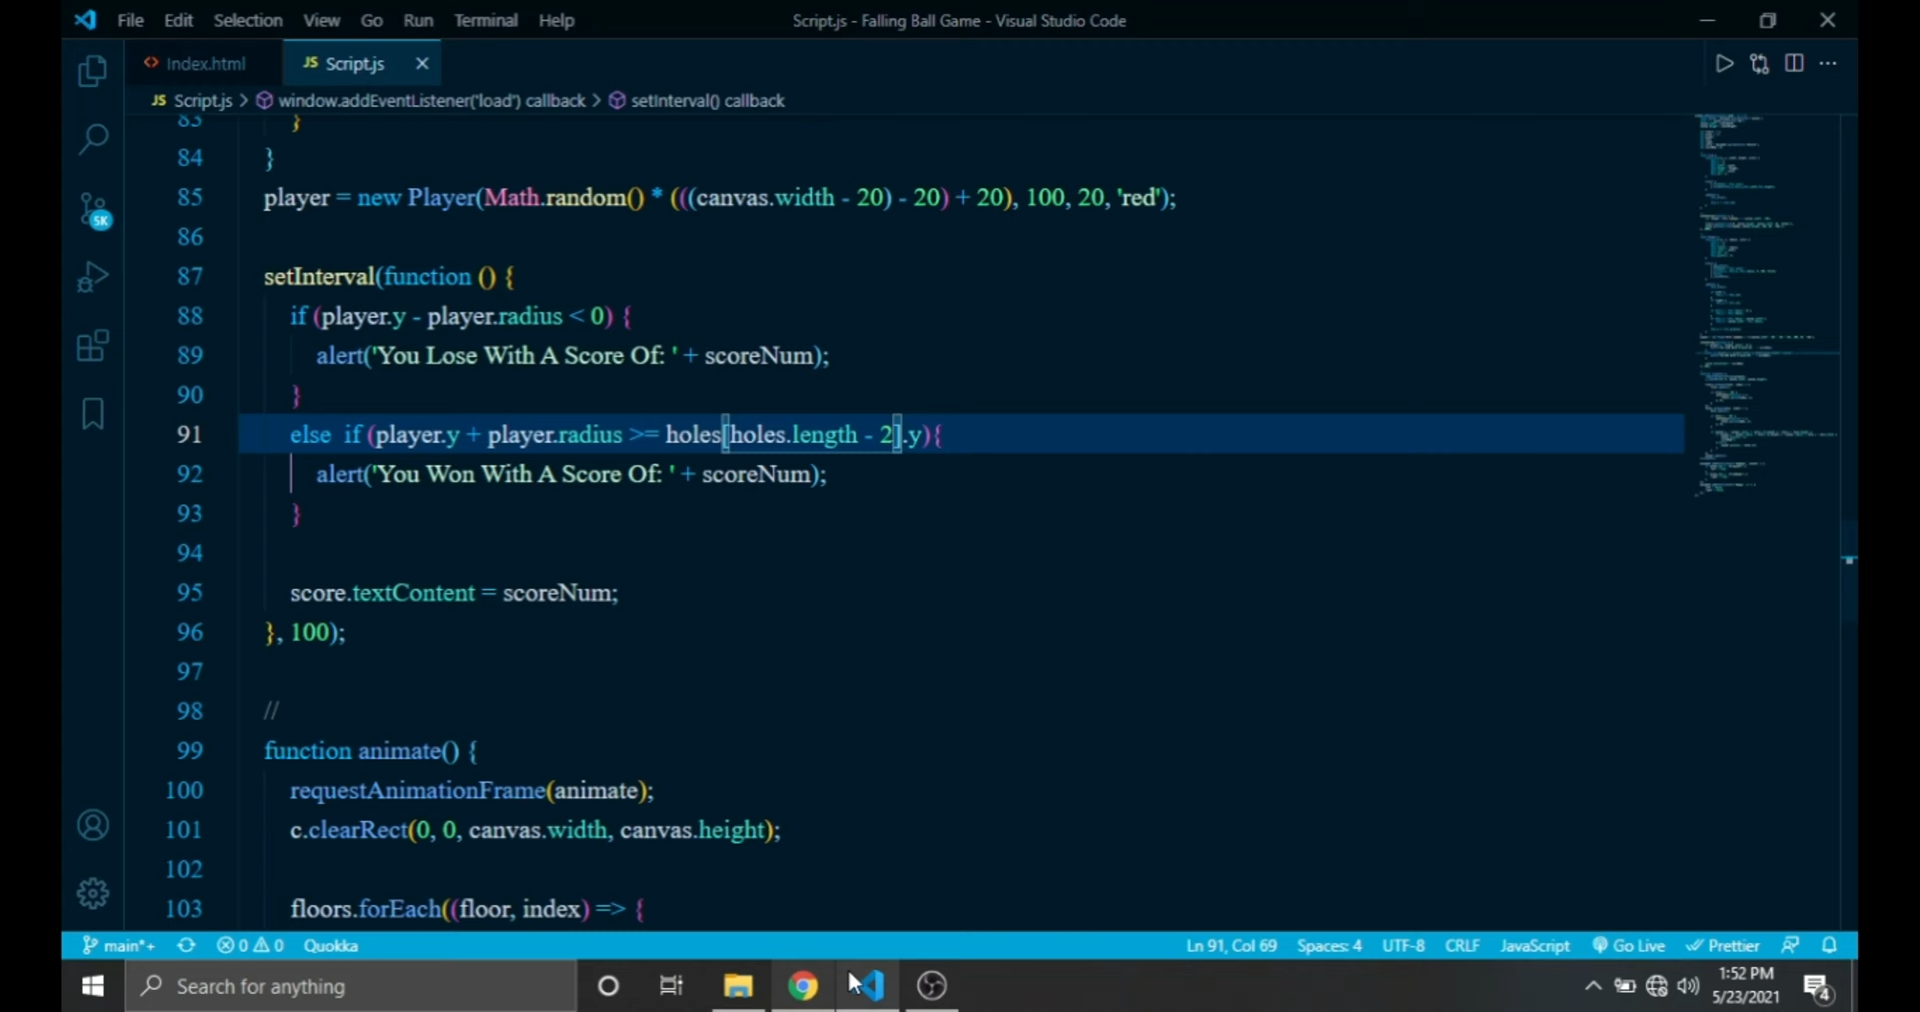 File Edit Selection View Go Run Terminal Help
Script.js - Falling Ball Game - Visual Studio Code
Index.html
JS Script.js
JS Script.js > window.addEventListener('load') callback > setInterval() callback
83 }
84 }
85 player = new Player(Math.random() * (((canvas.width - 20) - 20) + 20), 100, 20, 'red');
86
87 setInterval(function () {
88 if (player.y - player.radius < 0) {
89 alert('You Lose With A Score Of: ' + scoreNum);
90 }
91 else if (player.y + player.radius >= holes[holes.length - 2].y){
92 alert('You Won With A Score Of: ' + scoreNum);
93 }
94
95 score.textContent = scoreNum;
96 }, 100);
97
98 //
99 function animate() {
100 requestAnimationFrame(animate);
101 c.clearRect(0, 0, canvas.width, canvas.height);
102
103 floors.forEach((floor, index) => {
5K
main*+ 0 0 Quokka
Ln 91, Col 69 Spaces: 4 UTF-8 CRLF JavaScript Go Live Prettier
Search for anything
1:52 PM
5/23/2021
4